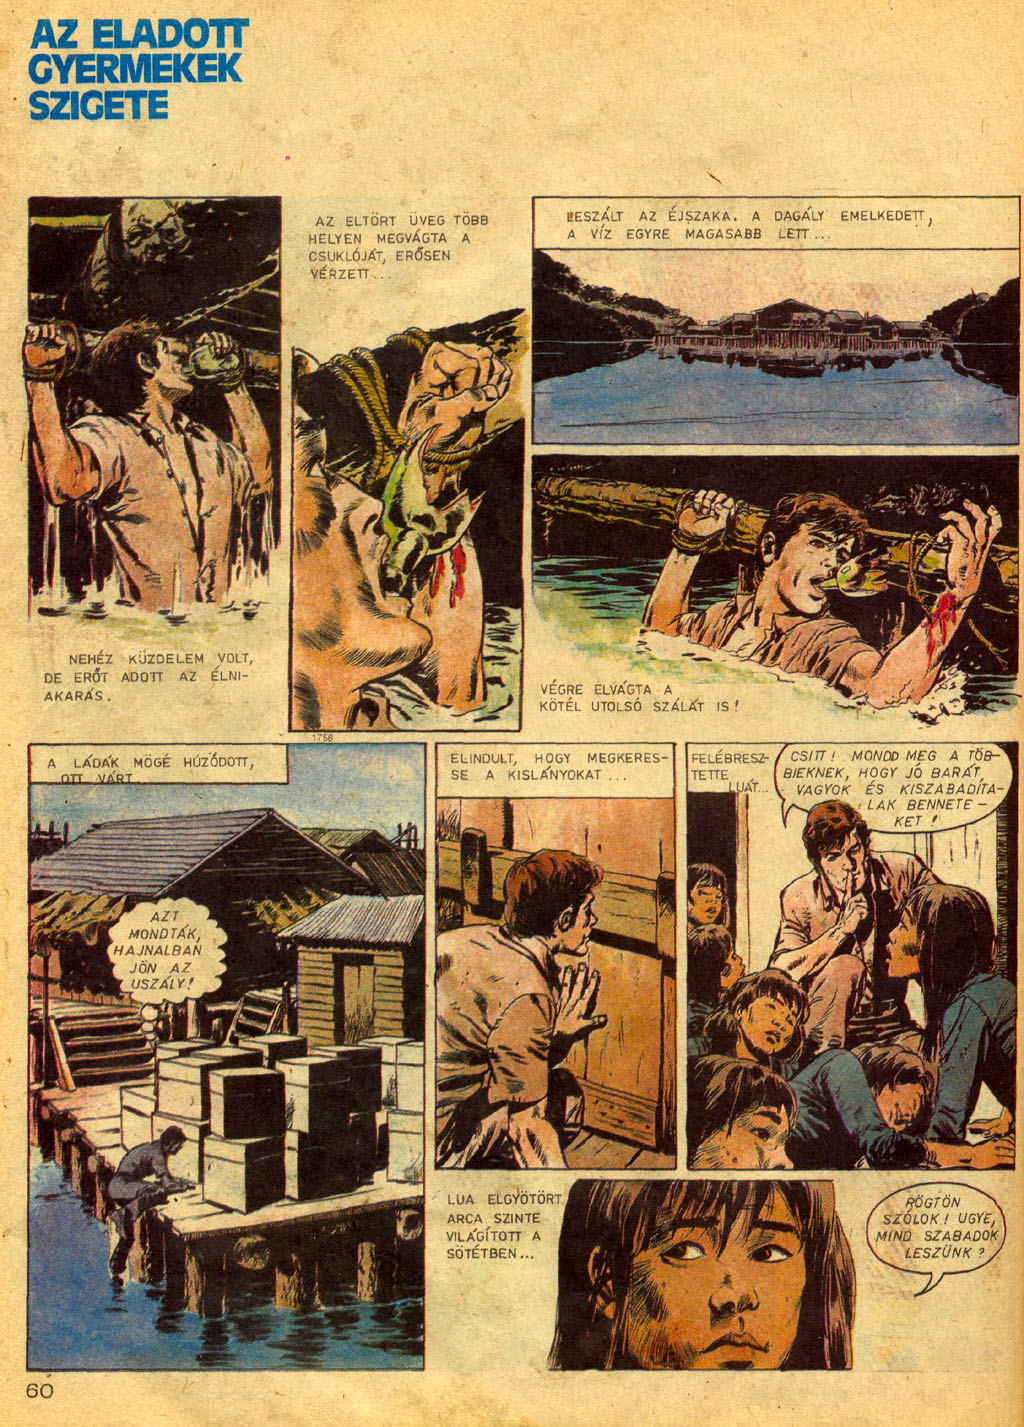 AZ ELADOTT
GYERMEKEK
SZIGETE
AZ ELTÖRT ÜVEG TÖBB
HELYEN MEGVÁGTA A
CSUKLÓJÁT, ERŐSEN
VÉRZETT...
LESZÁLT AZ ÉJSZAKA. A DAGÁLY EMELKEDETT,
A VÍZ EGYRE MAGASABB LETT...
NEHÉZ KÜZDELEM VOLT,
DE ERŐT ADOTT AZ ÉLNI-
AKARÁS.
VÉGRE ELVÁGTA A
KÖTÉL UTOLSÓ SZÁLÁT IS!
1758
A LÁDÁK MÖGÉ HÚZÓDOTT,
OTT VÁRT
AZT
MONDTÁK,
HAJNALBAN
JÖN AZ
USZÁLY!
ELINDULT, HOGY MEGKERES-
SE A KISLÁNYOKAT ...
FELÉBRESZ-
TETTE
LUÁT...
CSITT! MONDD MEG A TÖB-
BIEKNEK, HOGY JÓ BARÁT
VAGYOK ÉS KISZABADÍTA-
LAK BENNETE-
KET!
LUA ELGYÖTÖRT
ARCA SZINTE
VILÁGÍTOTT A
SÖTÉTBEN...
RÖGTÖN
SZÓLOK! UGYE,
MIND SZABADOK
LESZÜNK?
60